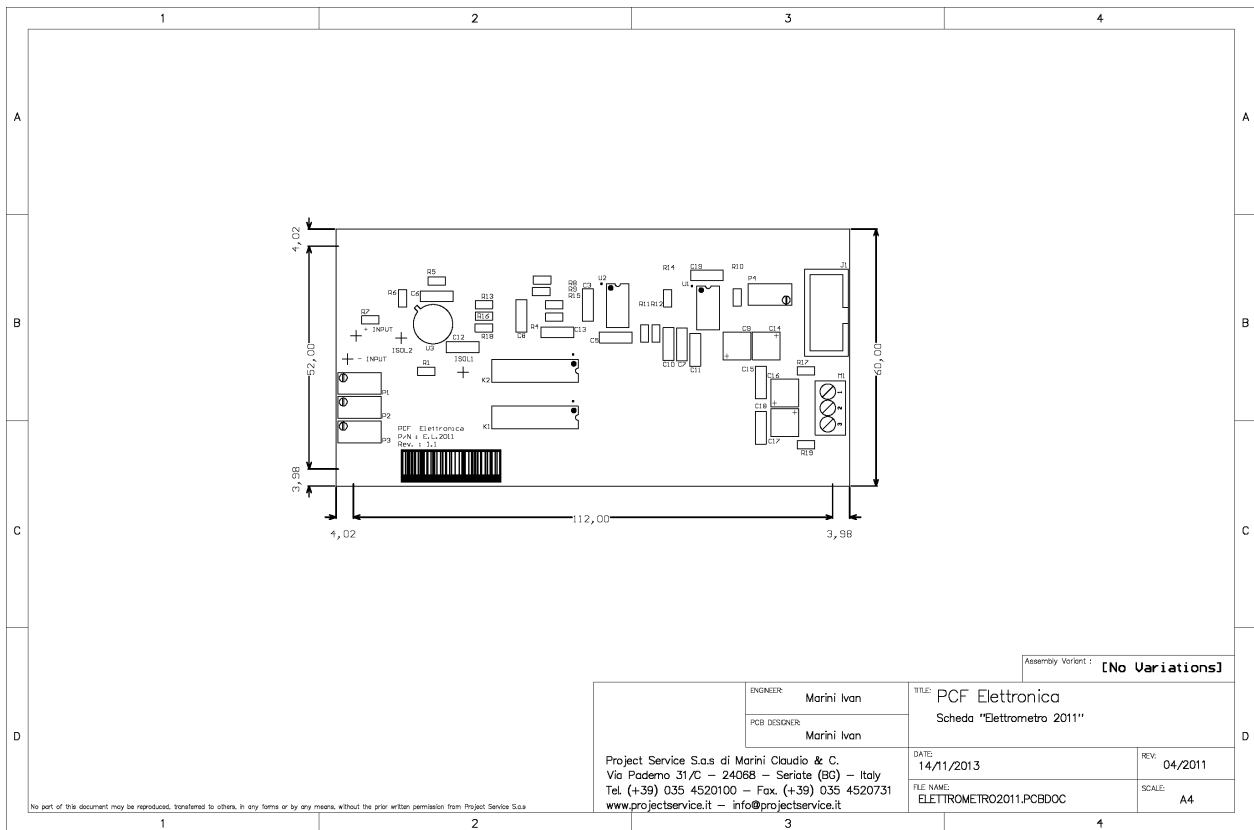 1 2 3 4
A A
4,02
J1
R5 U2 R14 C19 R10
R6 C6 R8 P4
R9
R13 R15 C3 U1
R7 R11 R12
+ INPUT R16
B B
R4 C13 C9 C14
R18 C8
ISOL2 U3 C12 C5
- INPUT ISOL1
52,00 60,00
R1 C10 C7 C11 R17
C15 M1
K2 C16
1
P1 2
P2 C18 3
K1
PCF Elettronica
P/N : E.L.2011
P3 Rev. : 1.1
C17
R19
3,98
112,00
C C
4,02 3,98
Assembly Variant : [No Variations]
ENGINEER: Marini Ivan
TITLE: PCF Elettronica
Scheda "Elettrometro 2011"
PCB DESIGNER: Marini Ivan
D D
Project Service S.a.s di Marini Claudio & C.
Via Paderno 31/C - 24068 - Seriate (BG) - Italy
Tel. (+39) 035 4520100 - Fax. (+39) 035 4520731
www.projectservice.it - info@projectservice.it
DATE: 14/11/2013
REV: 04/2011
FILE NAME: ELETTROMETRO2011.PCBDOC
SCALE: A4
No part of this document may be reproduced, transferred to others, in any forms or by any means, without the prior written permission from Project Service S.a.s
1 2 3 4